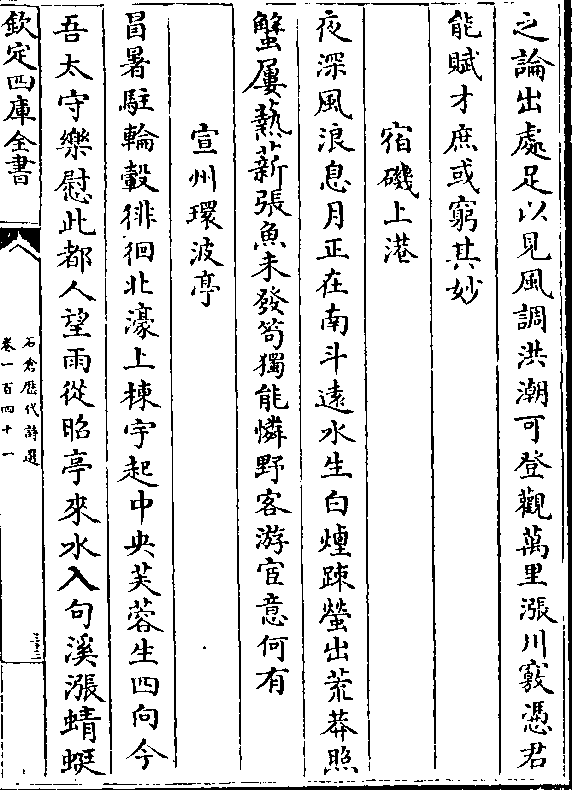 之論出處足以見風調洪潮可登觀萬里漲川竅憑君
能賦才庶或窮其妙
宿磯上港
夜深風浪息月正在南斗遠水生白煙踈螢出荒莽照
蟹屢爇薪張魚未發笱獨能憐野客游宦意何有
宣州環波亭
冒暑駐輪轂徘徊北濠上棟宇起中央芙蓉生四向今
吾太守樂慰此都人望雨從昭亭來水入句溪漲蜻蜓
欽定四庫全書
石倉歷代詩選
卷一百四十一
三十三